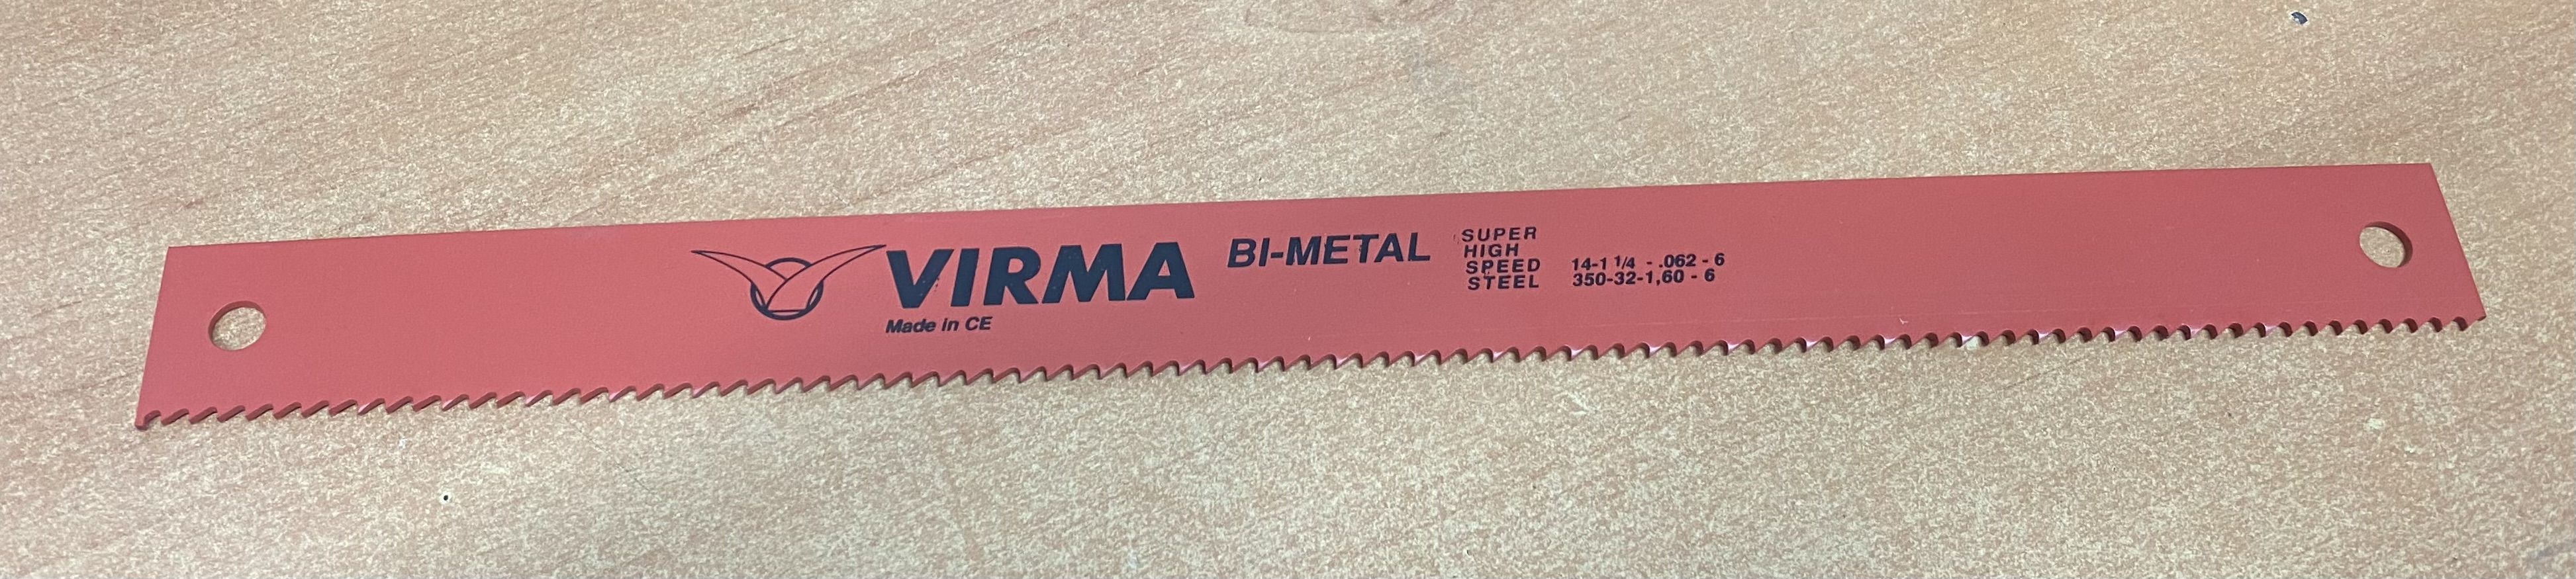 VIRMA
Made in CE
BI-METAL
SUPER
HIGH
SPEED
STEEL
14-1 1/4 - .062 - 6
350-32-1,60 - 6